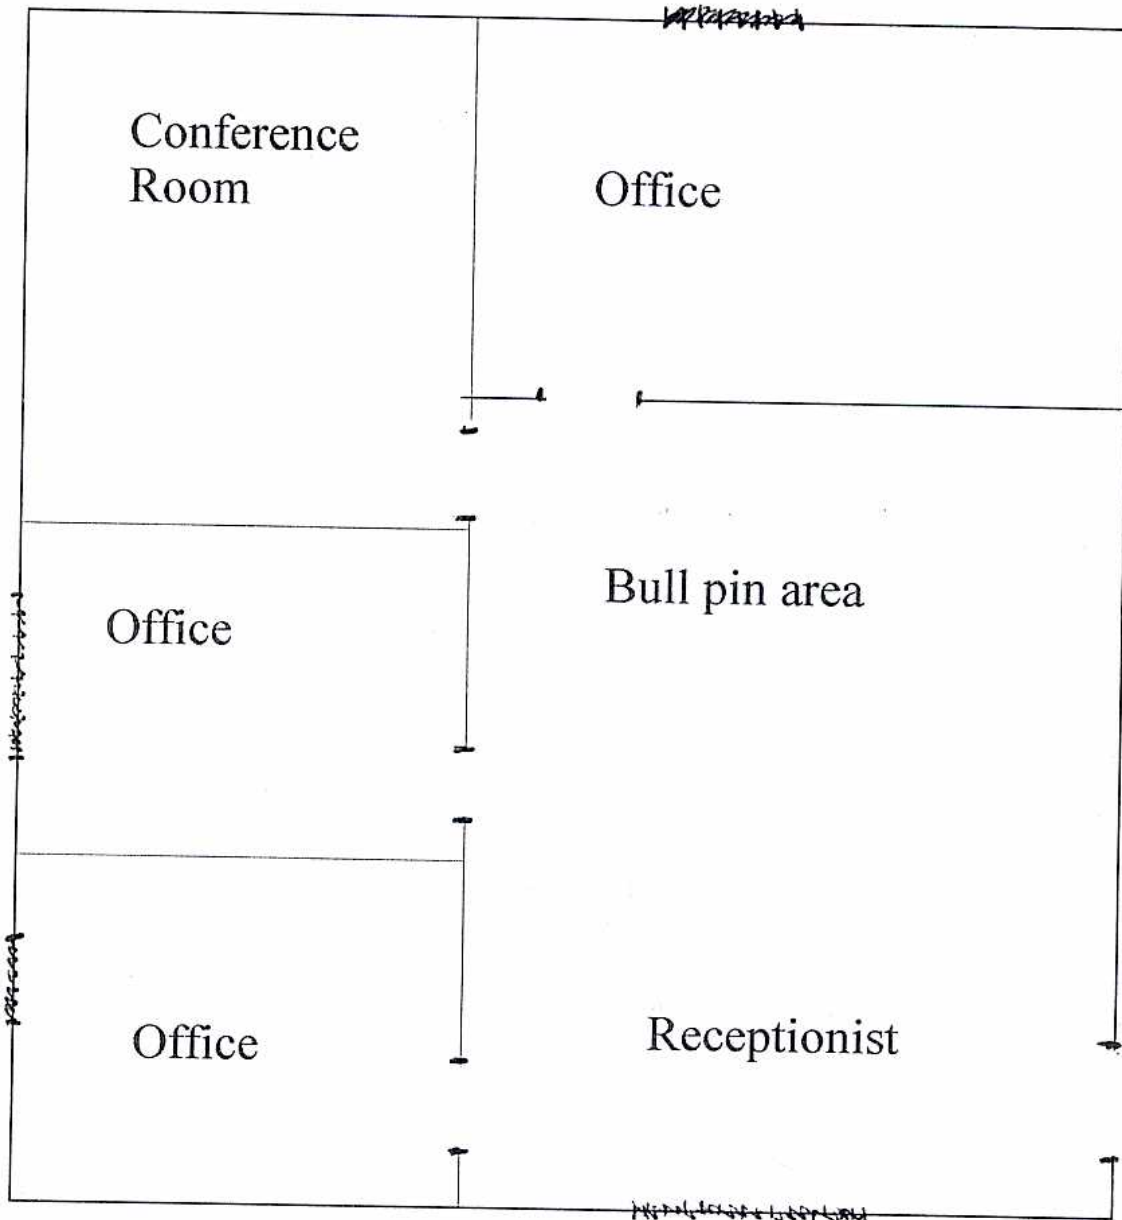 Conference
Room
Office
Office
Bull pin area
Office
Receptionist